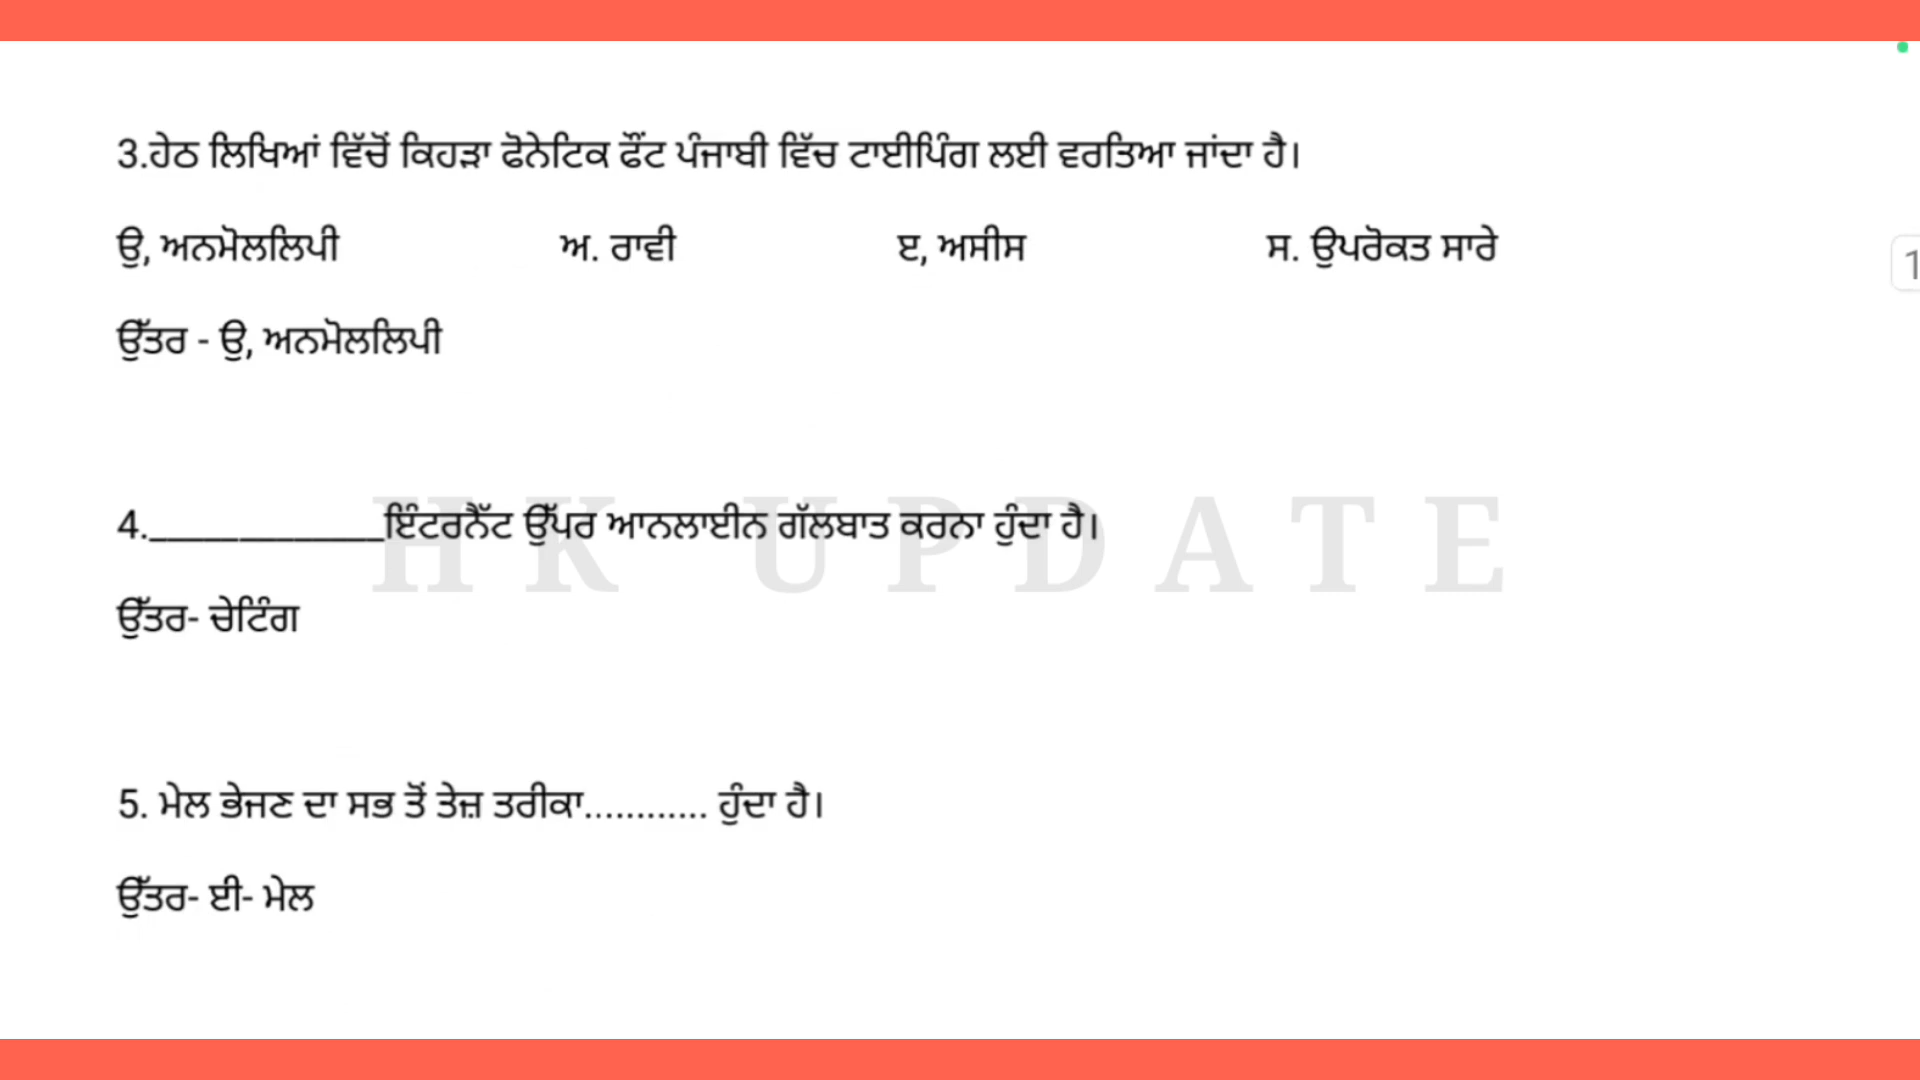 3.ਹੇਠ ਲਿਖਿਆਂ ਵਿੱਚੋਂ ਕਿਹੜਾ ਫੋਨੇਟਿਕ ਫੌਂਟ ਪੰਜਾਬੀ ਵਿੱਚ ਟਾਈਪਿੰਗ ਲਈ ਵਰਤਿਆ ਜਾਂਦਾ ਹੈ।
ਉ, ਅਨਮੋਲਲਿਪੀ ਅ. ਰਾਵੀ ੲ, ਅਸੀਸ ਸ. ਉਪਰੋਕਤ ਸਾਰੇ
1
ਉੱਤਰ - ਉ, ਅਨਮੋਲਲਿਪੀ
4.____________ਇੰਟਰਨੈੱਟ ਉੱਪਰ ਆਨਲਾਈਨ ਗੱਲਬਾਤ ਕਰਨਾ ਹੁੰਦਾ ਹੈ।
HK UPDATE
ਉੱਤਰ- ਚੇਟਿੰਗ
5. ਮੇਲ ਭੇਜਣ ਦਾ ਸਭ ਤੋਂ ਤੇਜ਼ ਤਰੀਕਾ............ ਹੁੰਦਾ ਹੈ।
ਉੱਤਰ- ਈ- ਮੇਲ